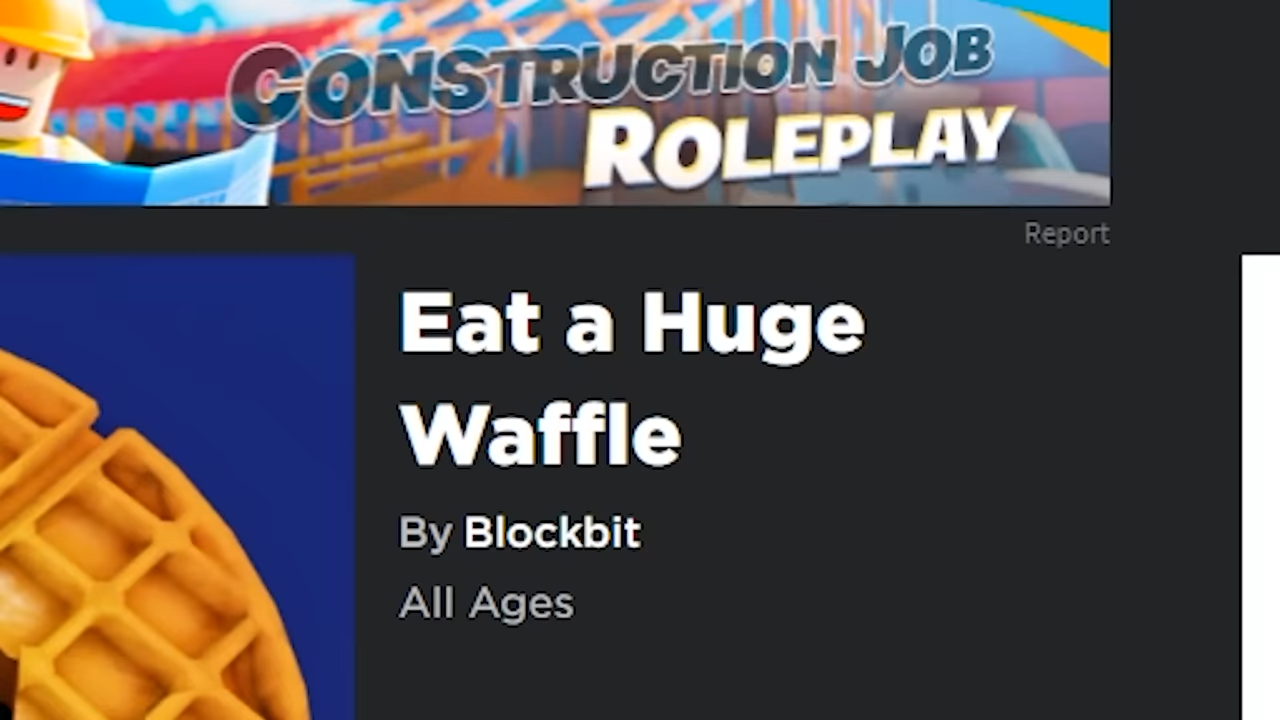 CONSTRUCTION JOB
ROLEPLAY
Report
Eat a Huge
Waffle
By Blockbit
All Ages